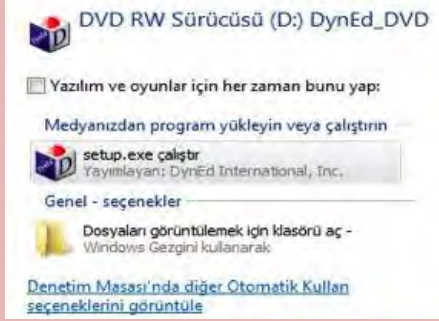 DVD RW Sürücüsü (D:) DynEd_DVD
Yazılım ve oyunlar için her zaman bunu yap:
Medyanızdan program yükleyin veya çalıştırın
setup.exe çalıştır
Yayımlayan: DynEd International, Inc.
Genel - seçenekler
Dosyaları görüntülemek için klasörü aç -
Windows Gezgini kullanarak
Denetim Masası'nda diğer Otomatik Kullan
seçeneklerini görüntüle